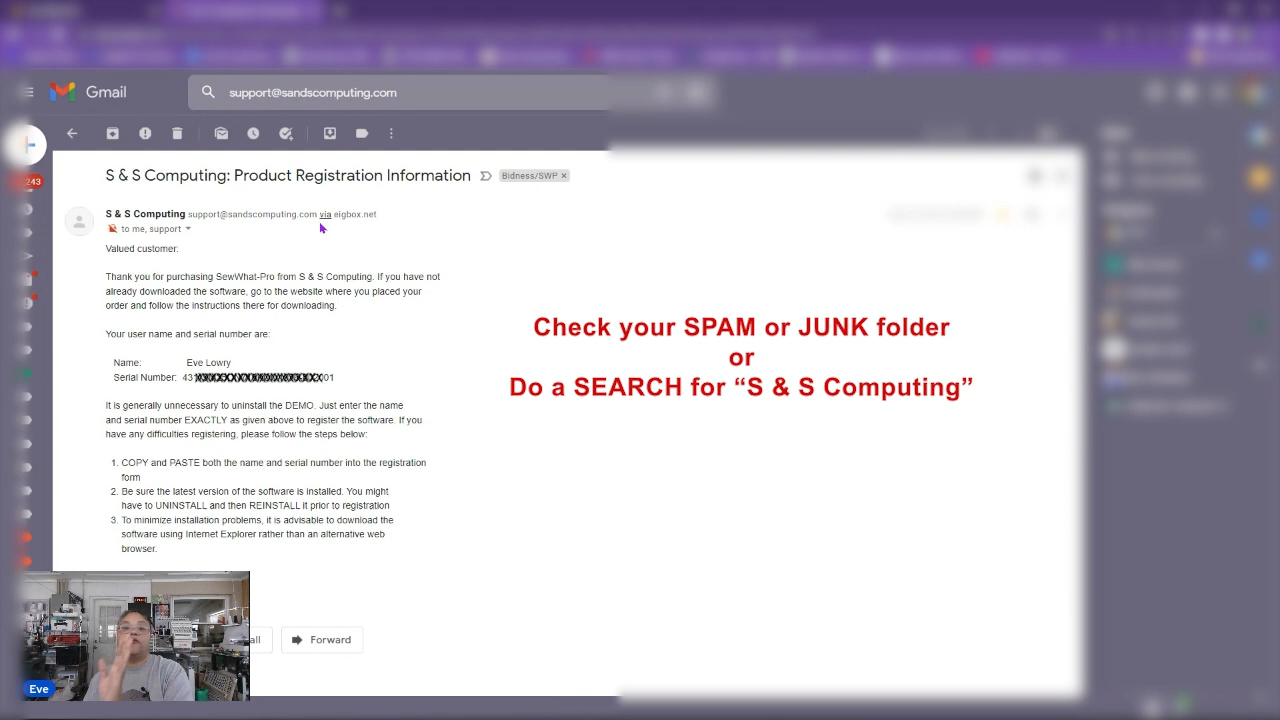 Gmail
support@sandscomputing.com
S & S Computing: Product Registration Information
Bidness/SWP ×
243
S & S Computing support@sandscomputing.com via eigbox.net
to me, support
Valued customer:
Thank you for purchasing SewWhat-Pro from S & S Computing. If you have not
already downloaded the software, go to the website where you placed your
order and follow the instructions there for downloading.
Your user name and serial number are:
Name: Eve Lowry
Serial Number: 431 001
It is generally unnecessary to uninstall the DEMO. Just enter the name
and serial number EXACTLY as given above to register the software. If you
have any difficulties registering, please follow the steps below:
1. COPY and PASTE both the name and serial number into the registration
form
2. Be sure the latest version of the software is installed. You might
have to UNINSTALL and then REINSTALL it prior to registration
3. To minimize installation problems, it is advisable to download the
software using Internet Explorer rather than an alternative web
browser.
Check your SPAM or JUNK folder
or
Do a SEARCH for “S & S Computing”
all
Forward
Eve